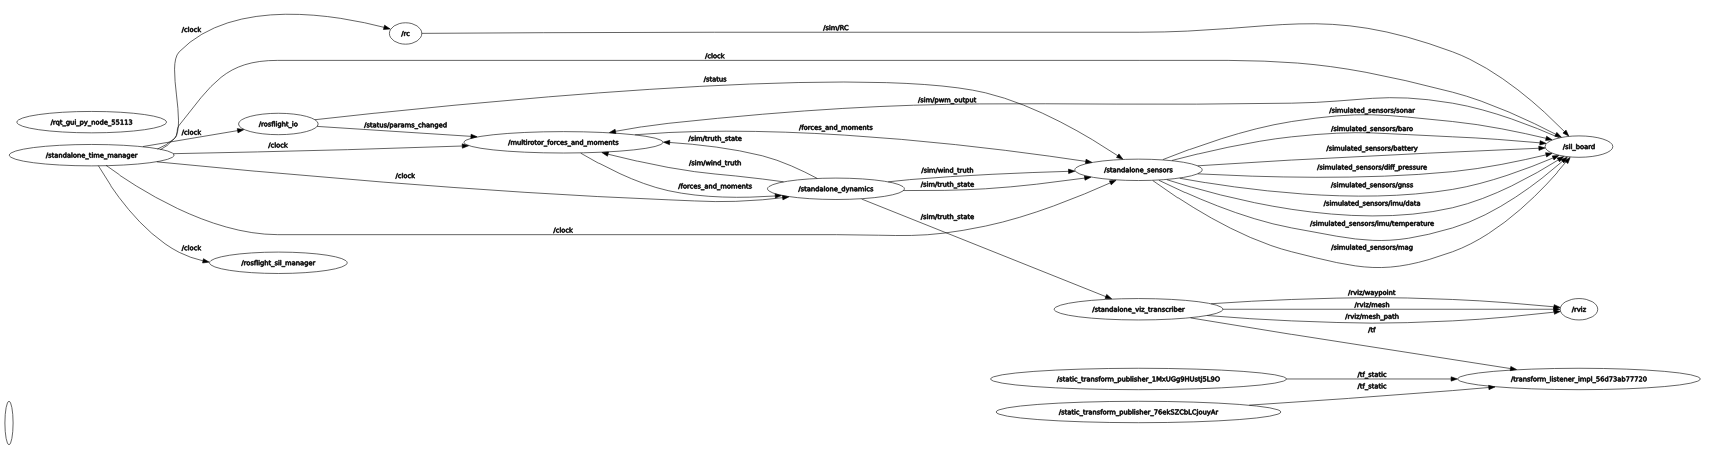 /clock
/rc
/sim/RC
/clock
/status
/sim/pwm_output
/simulated_sensors/sonar
/rqt_gui_py_node_55113
/clock
/rosflight_io
/status/params_changed
/forces_and_moments
/simulated_sensors/baro
/standalone_time_manager
/clock
/multirotor_forces_and_moments
/sim/truth_state
/simulated_sensors/battery
/sil_board
/clock
/sim/wind_truth
/forces_and_moments
/standalone_dynamics
/sim/wind_truth
/sim/truth_state
/standalone_sensors
/simulated_sensors/diff_pressure
/simulated_sensors/gnss
/simulated_sensors/imu/data
/sim/truth_state
/simulated_sensors/imu/temperature
/clock
/simulated_sensors/mag
/clock
/rosflight_sil_manager
/rviz/waypoint
/standalone_viz_transcriber
/rviz/mesh
/rviz
/rviz/mesh_path
/tf
/static_transform_publisher_1MxUGg9HUstJ5L9O
/tf_static
/transform_listener_impl_56d73ab77720
/tf_static
/static_transform_publisher_76ekSZCbLCjouyAr